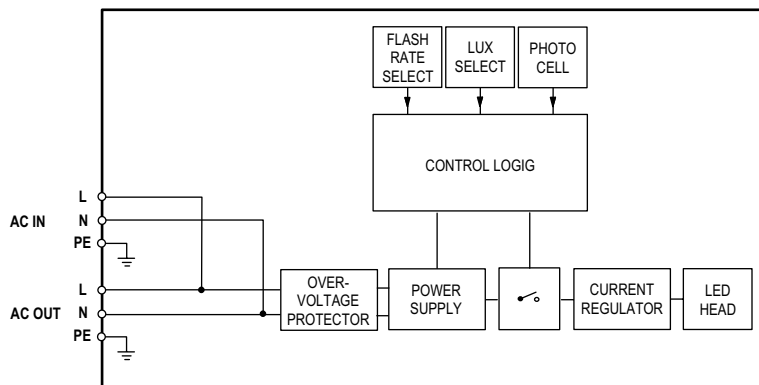 FLASH
RATE
SELECT
LUX
SELECT
PHOTO
CELL
CONTROL LOGIG
AC IN
L
N
PE
AC OUT
L
N
PE
OVER-
VOLTAGE
PROTECTOR
POWER
SUPPLY
CURRENT
REGULATOR
LED
HEAD